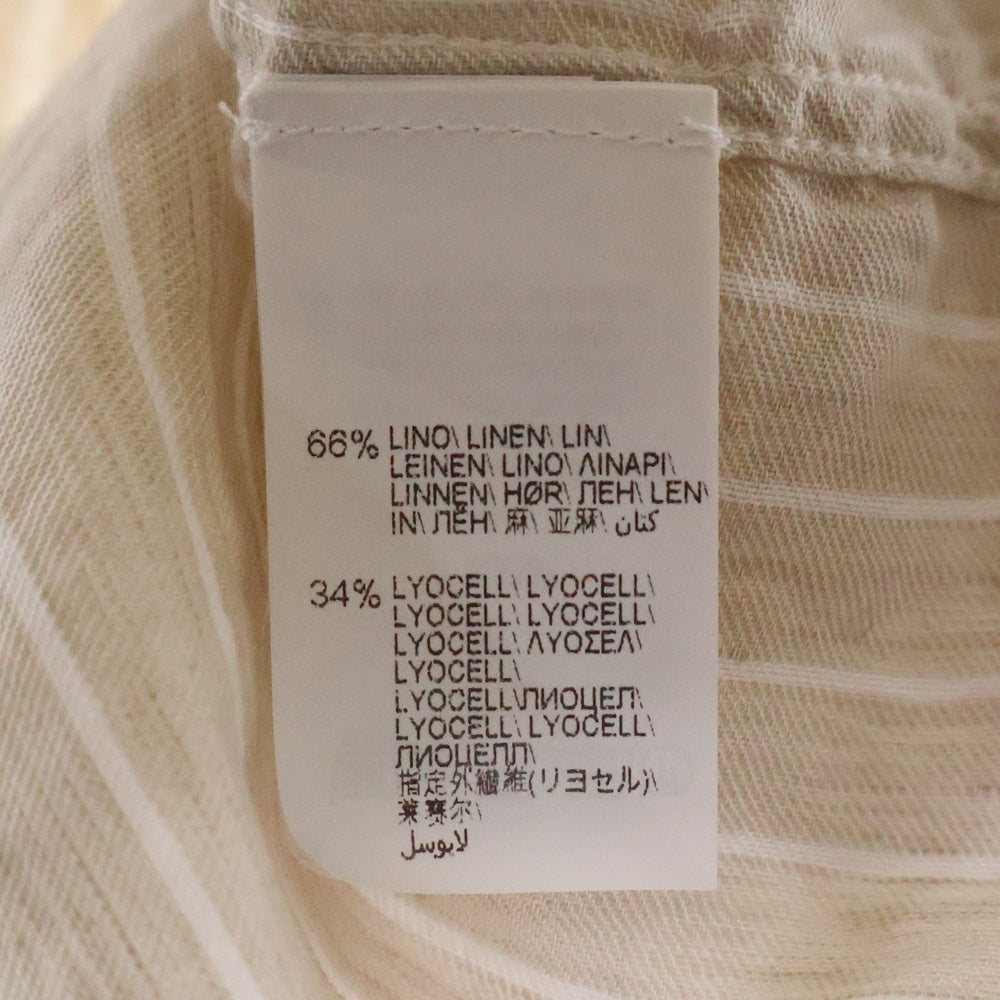 66% LINO\ LINEN\ LIN\
LEINEN\ LINO\ ΛΙΝΑΡΙ\
LINNEN\ HØR\ ЛЕН\ LEN\
IN\ ЛЁН\ 麻\ 亚麻\ كتان
34% LYOCELL\ LYOCELL\
LYOCELL\ LYOCELL\
LYOCELL\ ΛΥΟΣΕΛ\
LYOCELL\
LYOCELL\ЛИОЦЕЛ\
LYOCELL\ LYOCELL\
ЛИОЦЕЛЛ\
指定外繊維(リヨセル)\
莱赛尔\
لايوسل